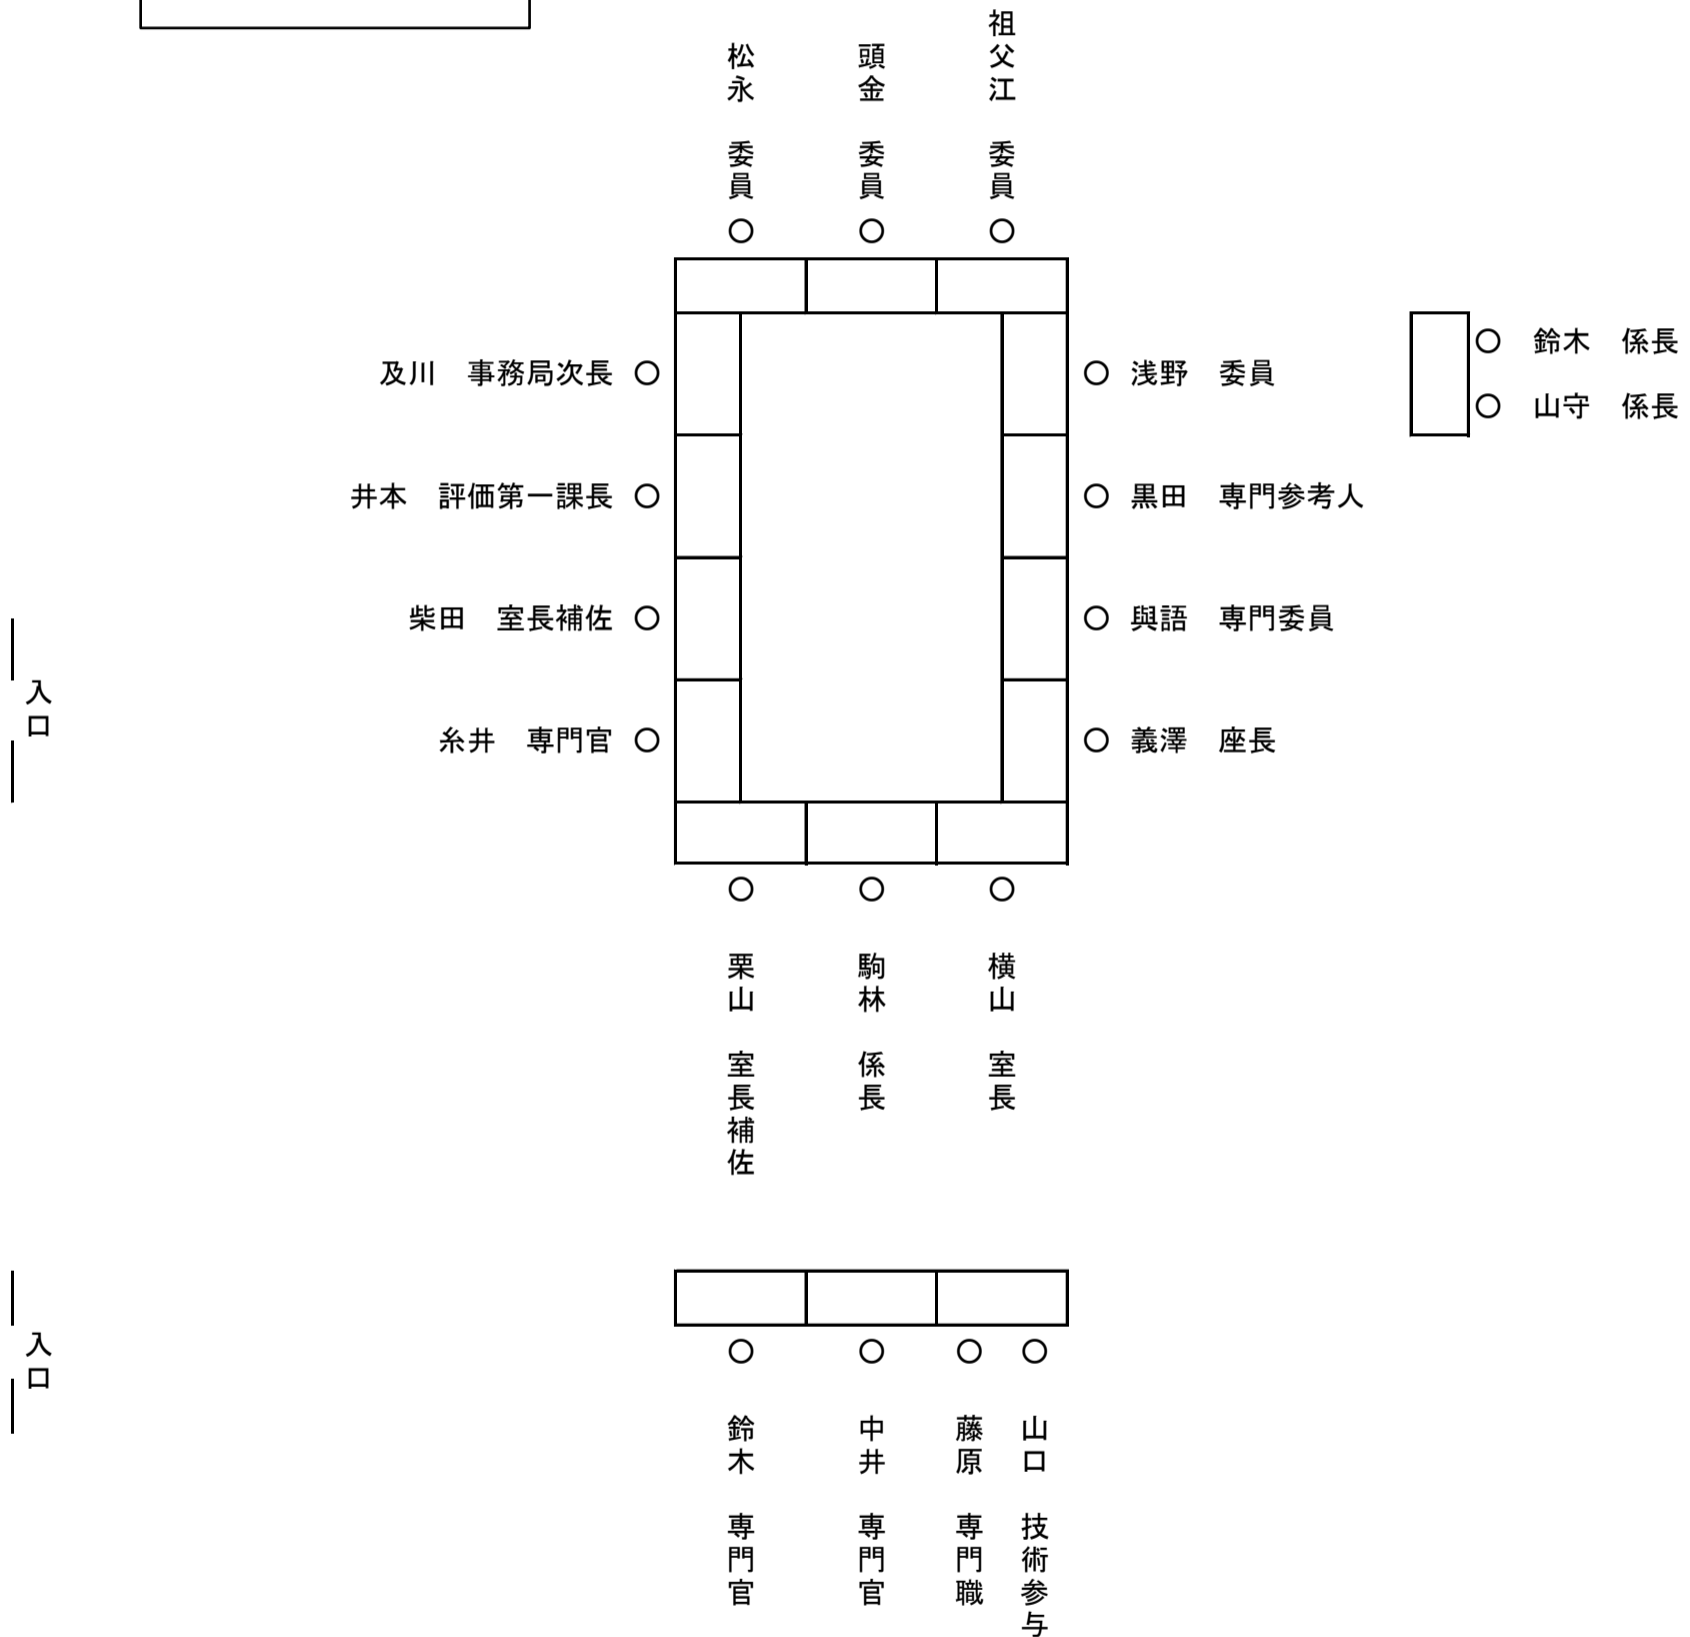 松永　委員
頭金　委員
祖父江　委員
及川　事務局次長
浅野　委員
鈴木　係長
山守　係長
井本　評価第一課長
黒田　専門参考人
柴田　室長補佐
與語　専門委員
入口
糸井　専門官
義澤　座長
栗山　室長補佐
駒林　係長
横山　室長
入口
鈴木　専門官
中井　専門官
藤原　専門職
山口　技術参与